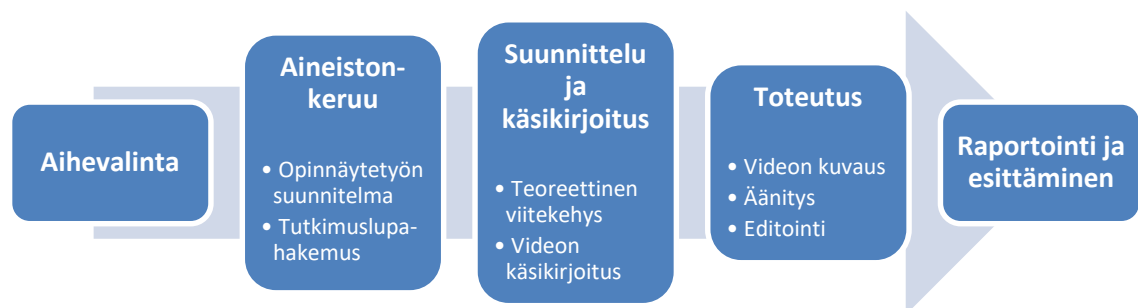 Aihevalinta
Aineiston-
keruu
• Opinnäytetyön
suunnitelma
• Tutkimuslupa-
hakemus
Suunnittelu
ja
käsikirjoitus
• Teoreettinen
viitekehys
• Videon
käsikirjoitus
Toteutus
• Videon kuvaus
• Äänitys
• Editointi
Raportointi ja
esittäminen